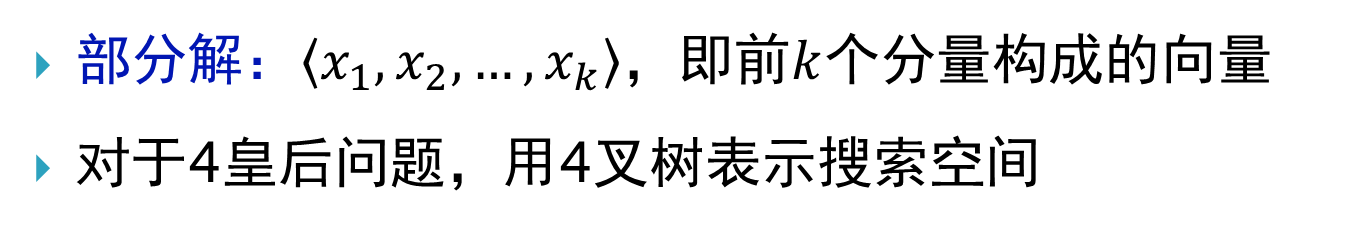 部分解：⟨x₁, x₂, … , xₖ⟩，即前k个分量构成的向量
对于4皇后问题，用4叉树表示搜索空间